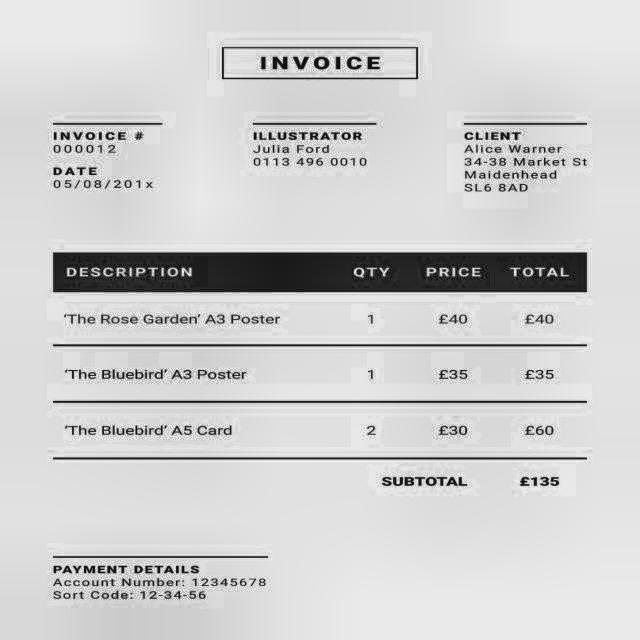 INVOICE
INVOICE #
000012
DATE
05/08/201x
ILLUSTRATOR
Julia Ford
0113 496 0010
CLIENT
Alice Warner
34-38 Market St
Maidenhead
SL6 8AD
DESCRIPTION QTY PRICE TOTAL
‘The Rose Garden’ A3 Poster 1 £40 £40
‘The Bluebird’ A3 Poster 1 £35 £35
‘The Bluebird’ A5 Card 2 £30 £60
SUBTOTAL £135
PAYMENT DETAILS
Account Number: 12345678
Sort Code: 12-34-56